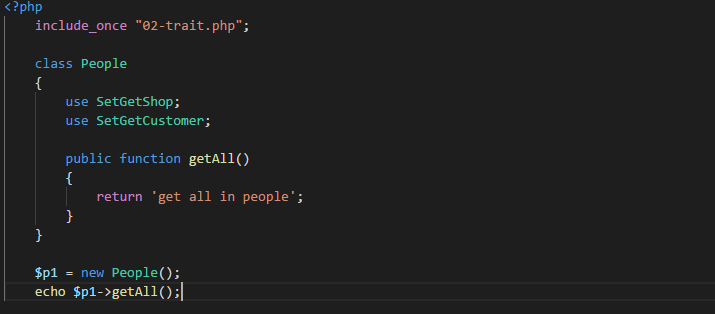 <?php
include_once "02-trait.php";
class People
{
use SetGetShop;
use SetGetCustomer;
public function getAll()
{
return 'get all in people';
}
}
$p1 = new People();
echo $p1->getAll();